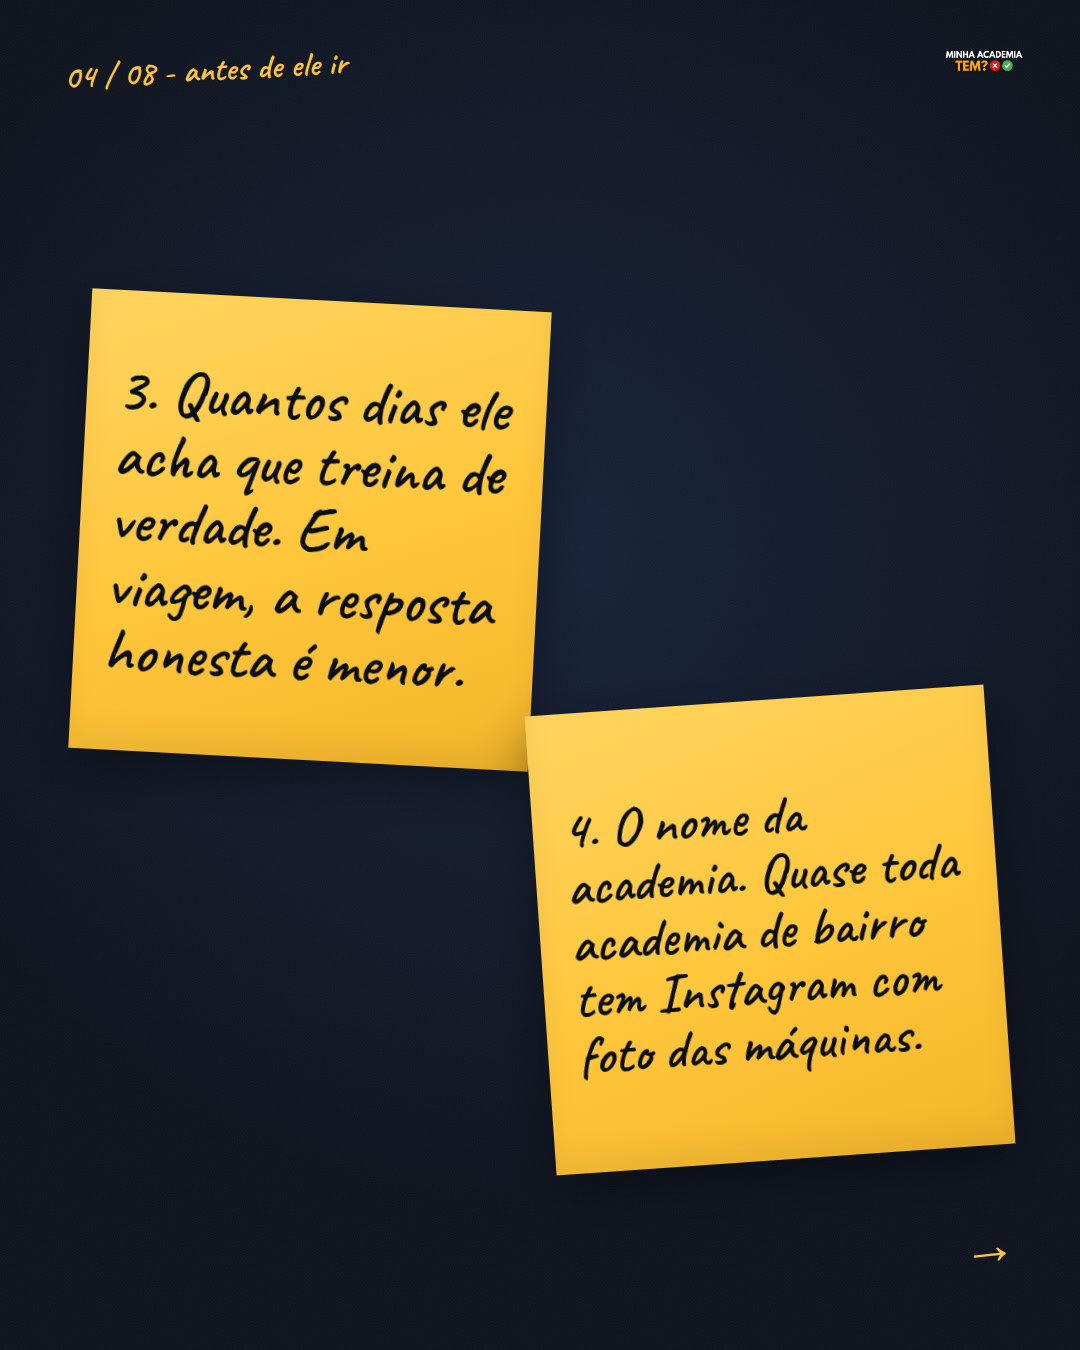 04 / 08 - antes de ele ir
MINHA ACADEMIA
TEM?
3. Quantos dias ele
acha que treina de
verdade. Em
viagem, a resposta
honesta é menor.
4. O nome da
academia. Quase toda
academia de bairro
tem Instagram com
foto das máquinas.
→